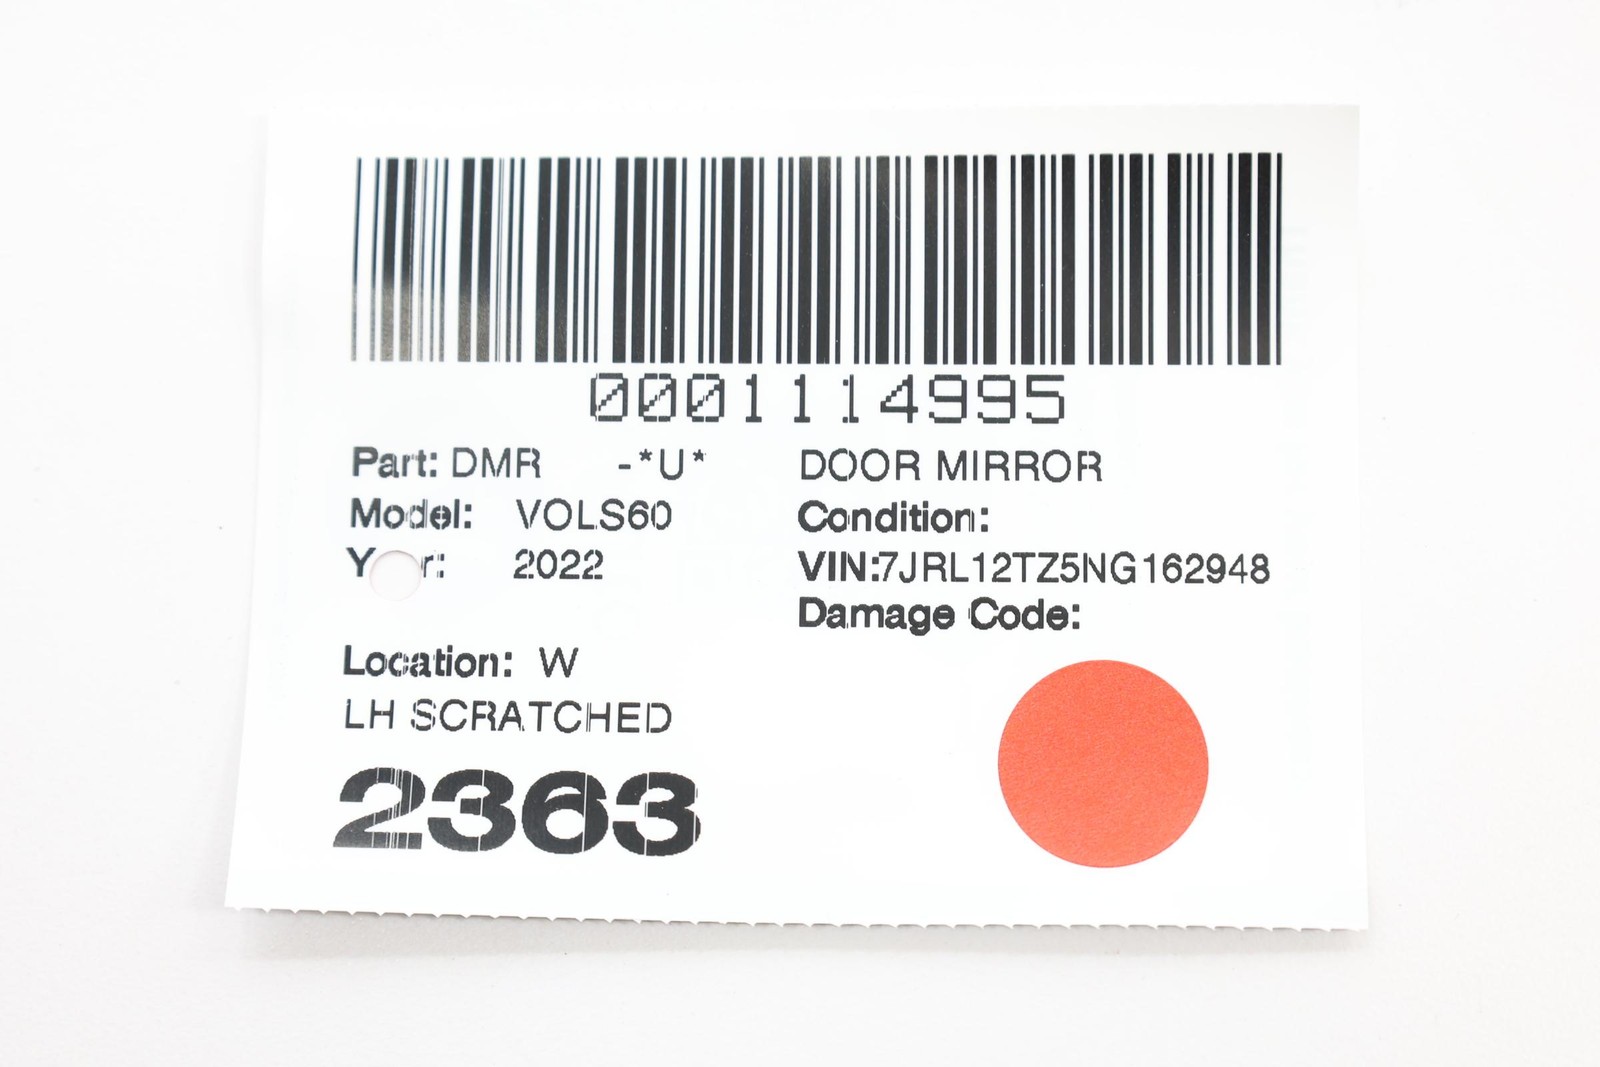 0001114995
Part: DMR -*U* DOOR MIRROR
Model: VOLS60 Condition:
2022 VIN:7JRL12TZ5NG162948
Damage Code:
Location: W
LH SCRATCHED
2363